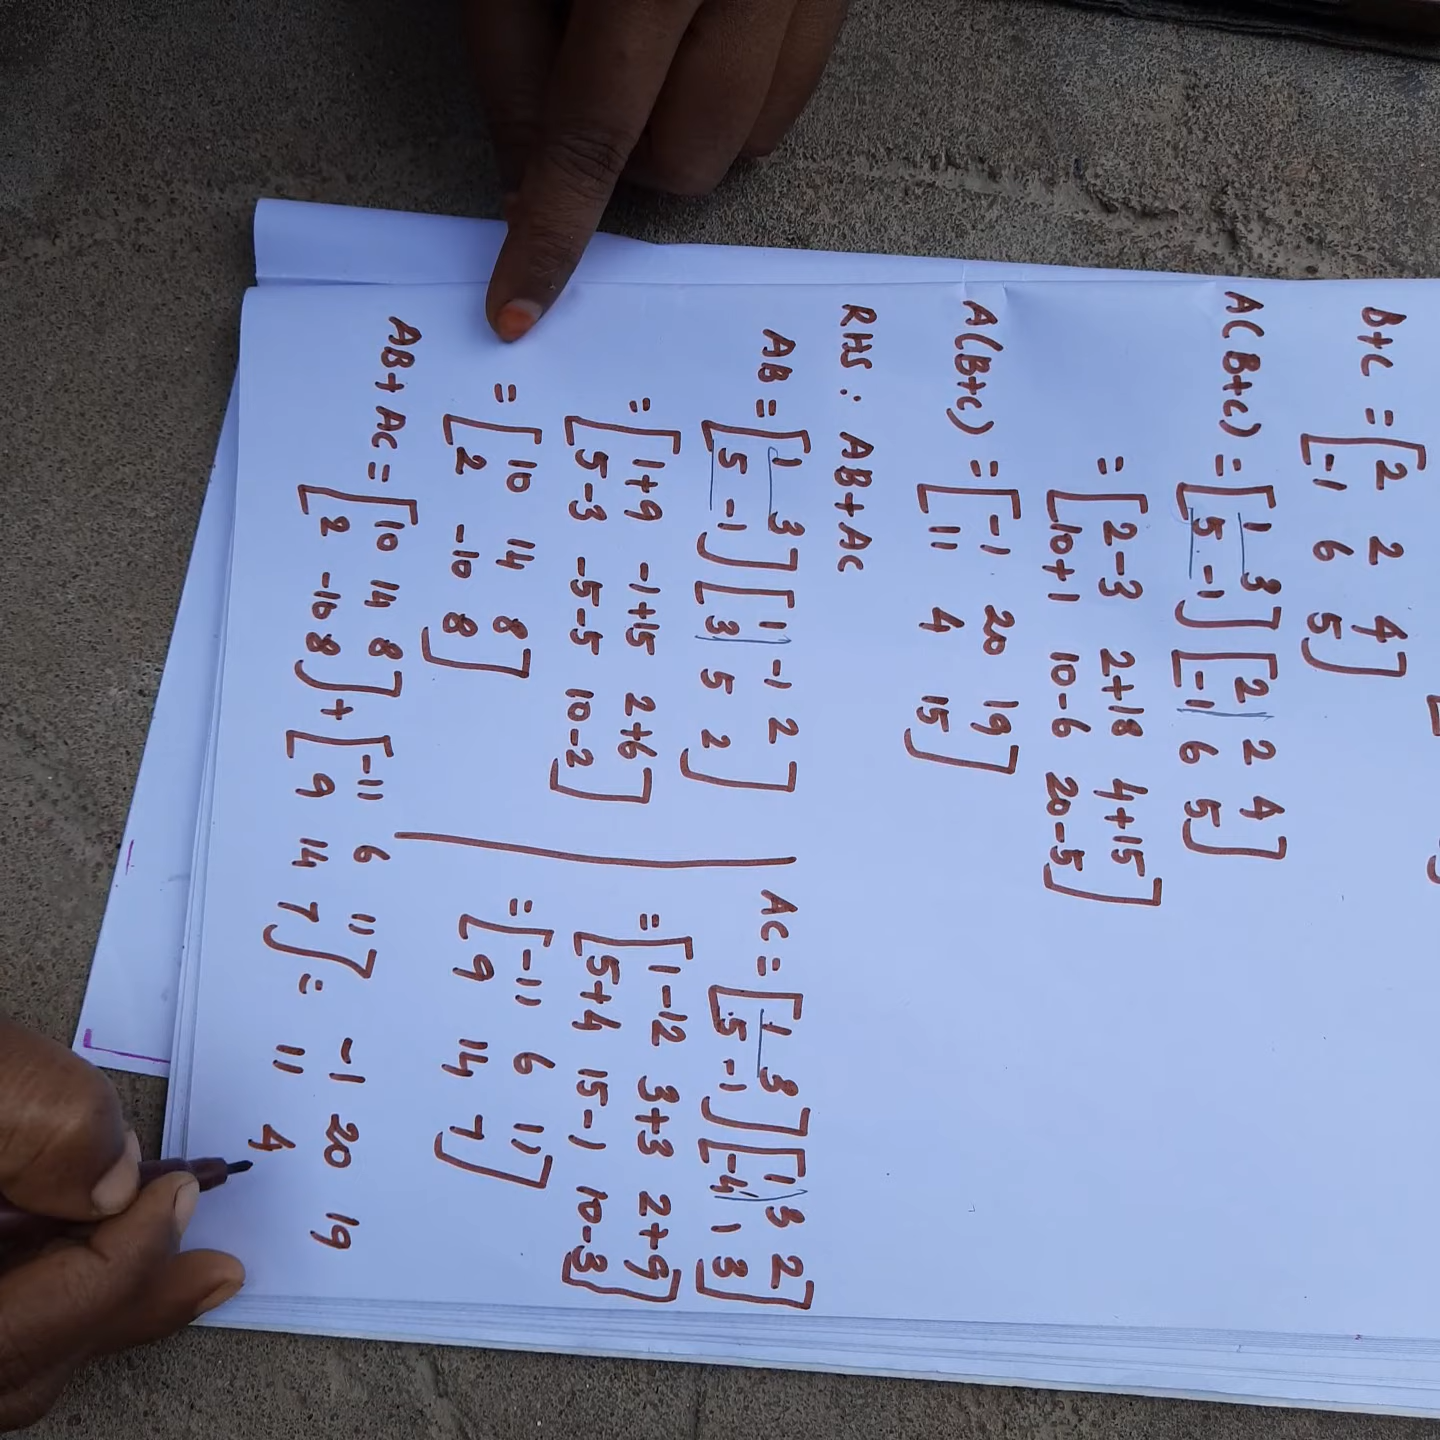 B+C = [2 2 4
-1 6 5]
A(B+C) = [1 3
5 -1] [2 2 4
-1 6 5]
= [2-3 2+18 4+15
10+1 10-6 20-5]
A(B+C) = [-1 20 19
11 4 15]
RHS : AB+AC
AB = [1 3
5 -1] [1 -1 2
3 5 2]
= [1+9 -1+15 2+6
5-3 -5-5 10-2]
= [10 14 8
2 -10 8]
AC = [1 3
5 -1] [1 3 2
-4 1 3]
= [1-12 3+3 2+9
5+4 15-1 10-3]
= [-11 6 11
9 14 7]
AB+AC = [10 14 8
2 -10 8] + [-11 6 11
9 14 7] = -1 20 19
11 4